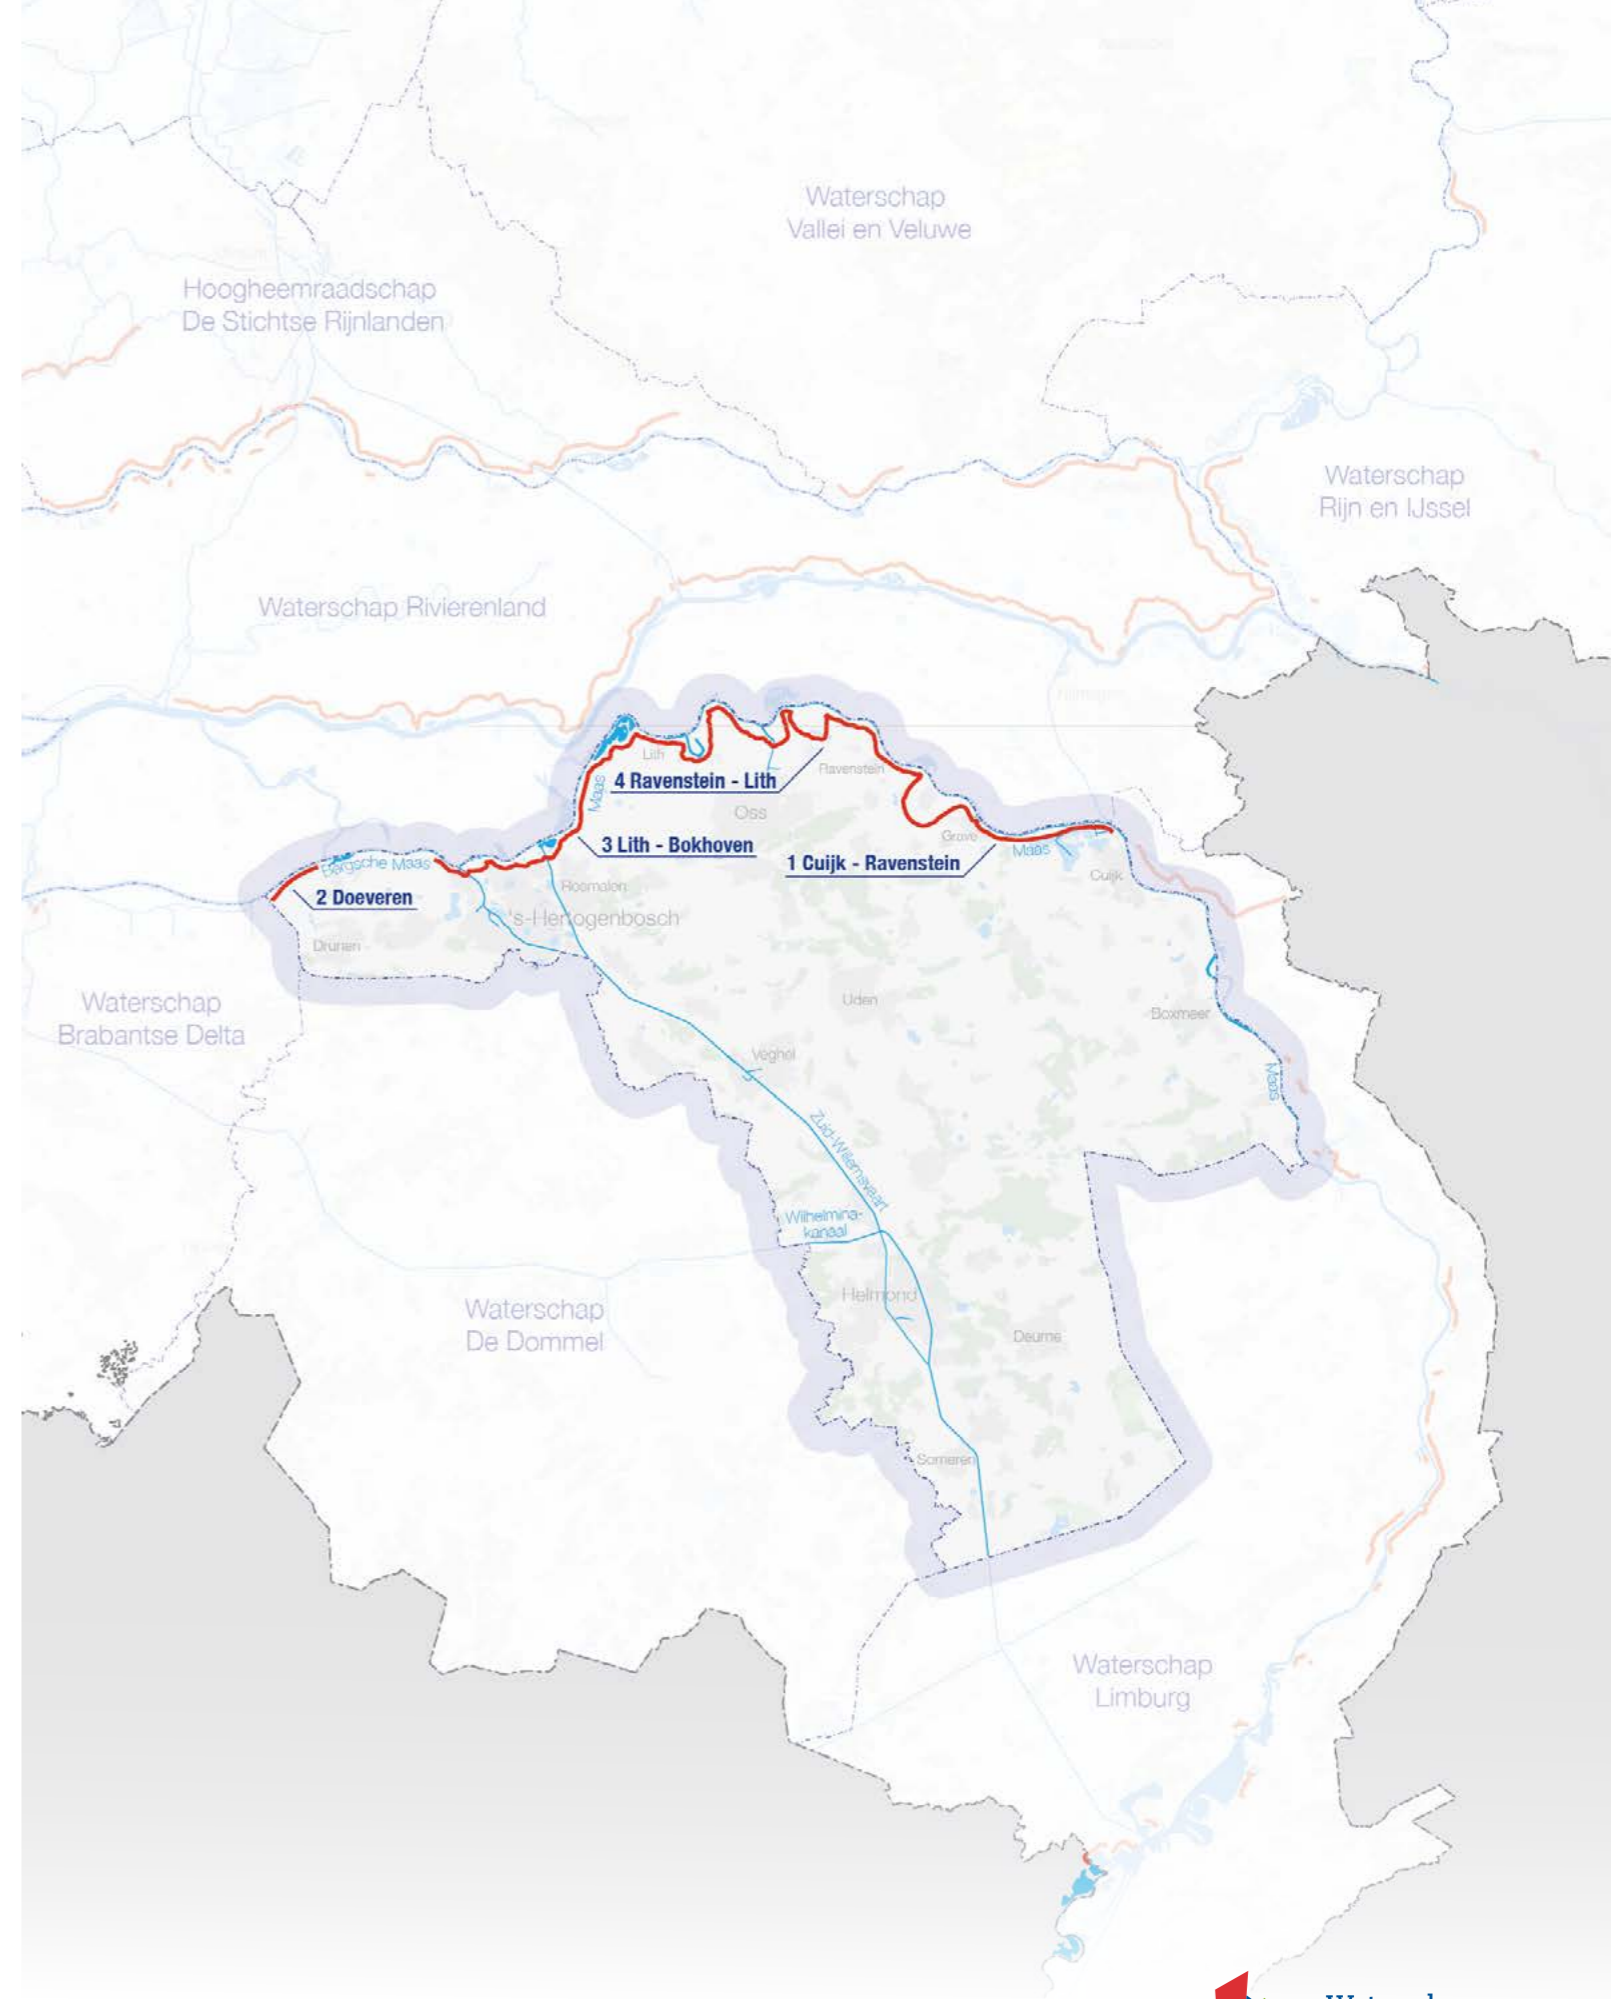 Waterschap
Vallei en Veluwe
Hoogheemraadschap
De Stichtse Rijnlanden
Waterschap
Rijn en IJssel
Waterschap Rivierenland
Nijmegen
Lith
4 Ravenstein - Lith
Ravenstein
Maas
Oss
3 Lith - Bokhoven
Grave
Maas
1 Cuijk - Ravenstein
Cuijk
Bergsche Maas
2 Doeveren
Rosmalen
's-Hertogenbosch
Drunen
Waterschap
Brabantse Delta
Uden
Boxmeer
Veghel
Maas
Zuid-Willemsvaart
Wilhelmina-
kanaal
Helmond
Waterschap
De Dommel
Deurne
Someren
Waterschap
Limburg